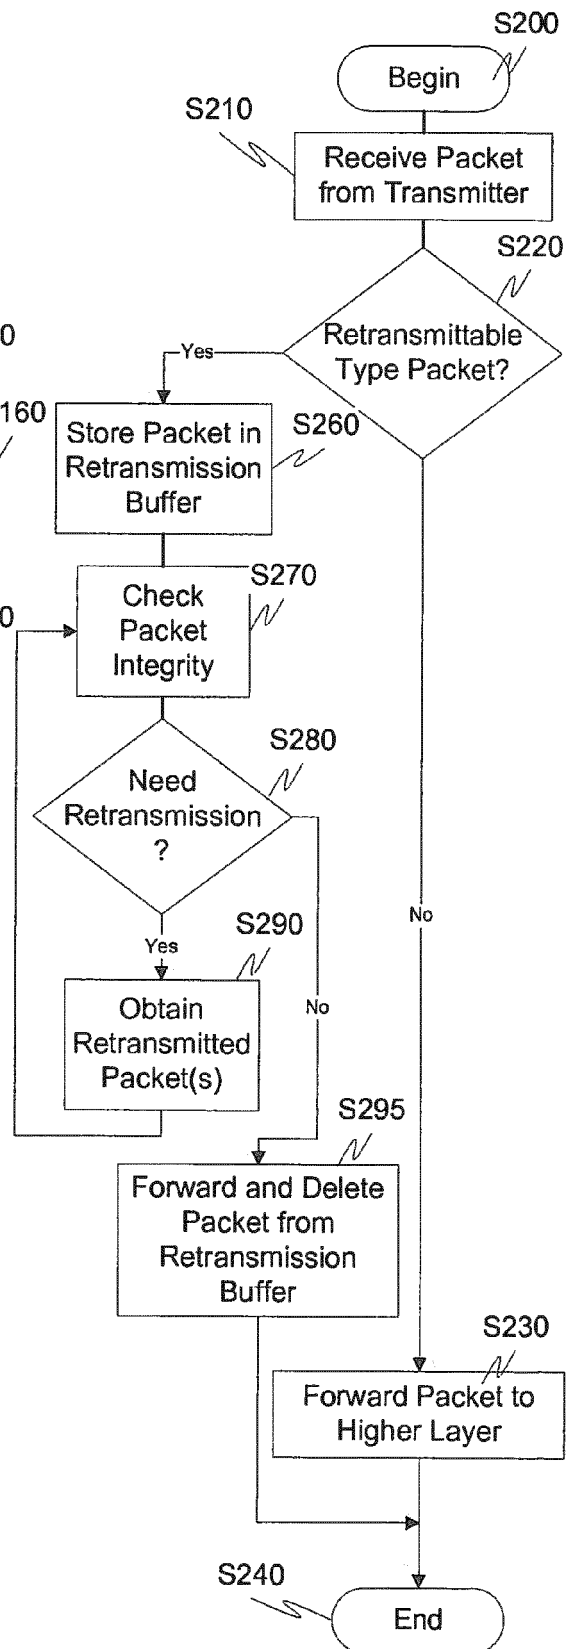 S200
Begin
S210
Receive Packet
from Transmitter
S220
Retransmittable
Type Packet?
0
Yes
160
Store Packet in
Retransmission
Buffer
S260
S270
Check
Packet
Integrity
0
S280
Need
Retransmission
?
No
Yes
S290
Obtain
Retransmitted
Packet(s)
No
S295
Forward and Delete
Packet from
Retransmission
Buffer
S230
Forward Packet to
Higher Layer
S240
End